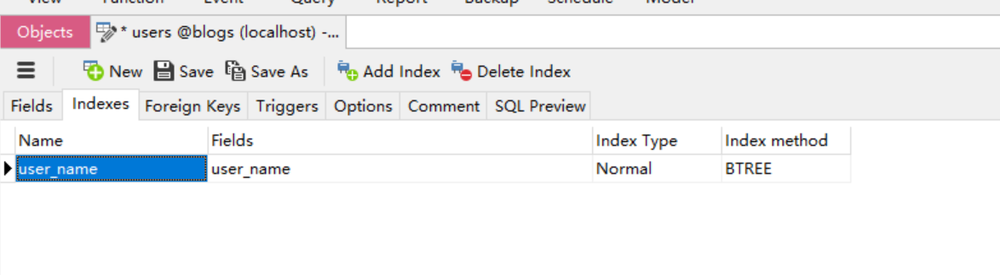 View Function Event Query Report Backup Schedule Model
Objects * users @blogs (localhost) -...
New Save Save As Add Index Delete Index
Fields Indexes Foreign Keys Triggers Options Comment SQL Preview
Name Fields Index Type Index method
user_name user_name Normal BTREE